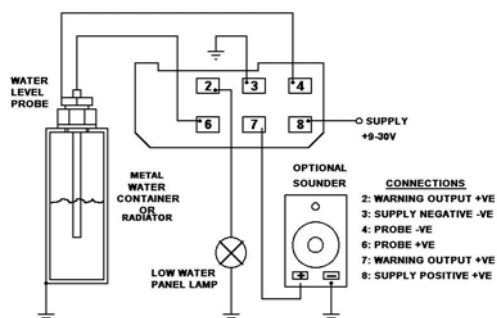 2
3
4
WATER
LEVEL
PROBE
6
7
8
SUPPLY
+9-30V
METAL
WATER
CONTAINER
OR
RADIATOR
OPTIONAL
SOUNDER
LOW WATER
PANEL LAMP
+
−
CONNECTIONS
2: WARNING OUTPUT +VE
3: SUPPLY NEGATIVE -VE
4: PROBE -VE
6: PROBE +VE
7: WARNING OUTPUT +VE
8: SUPPLY POSITIVE +VE